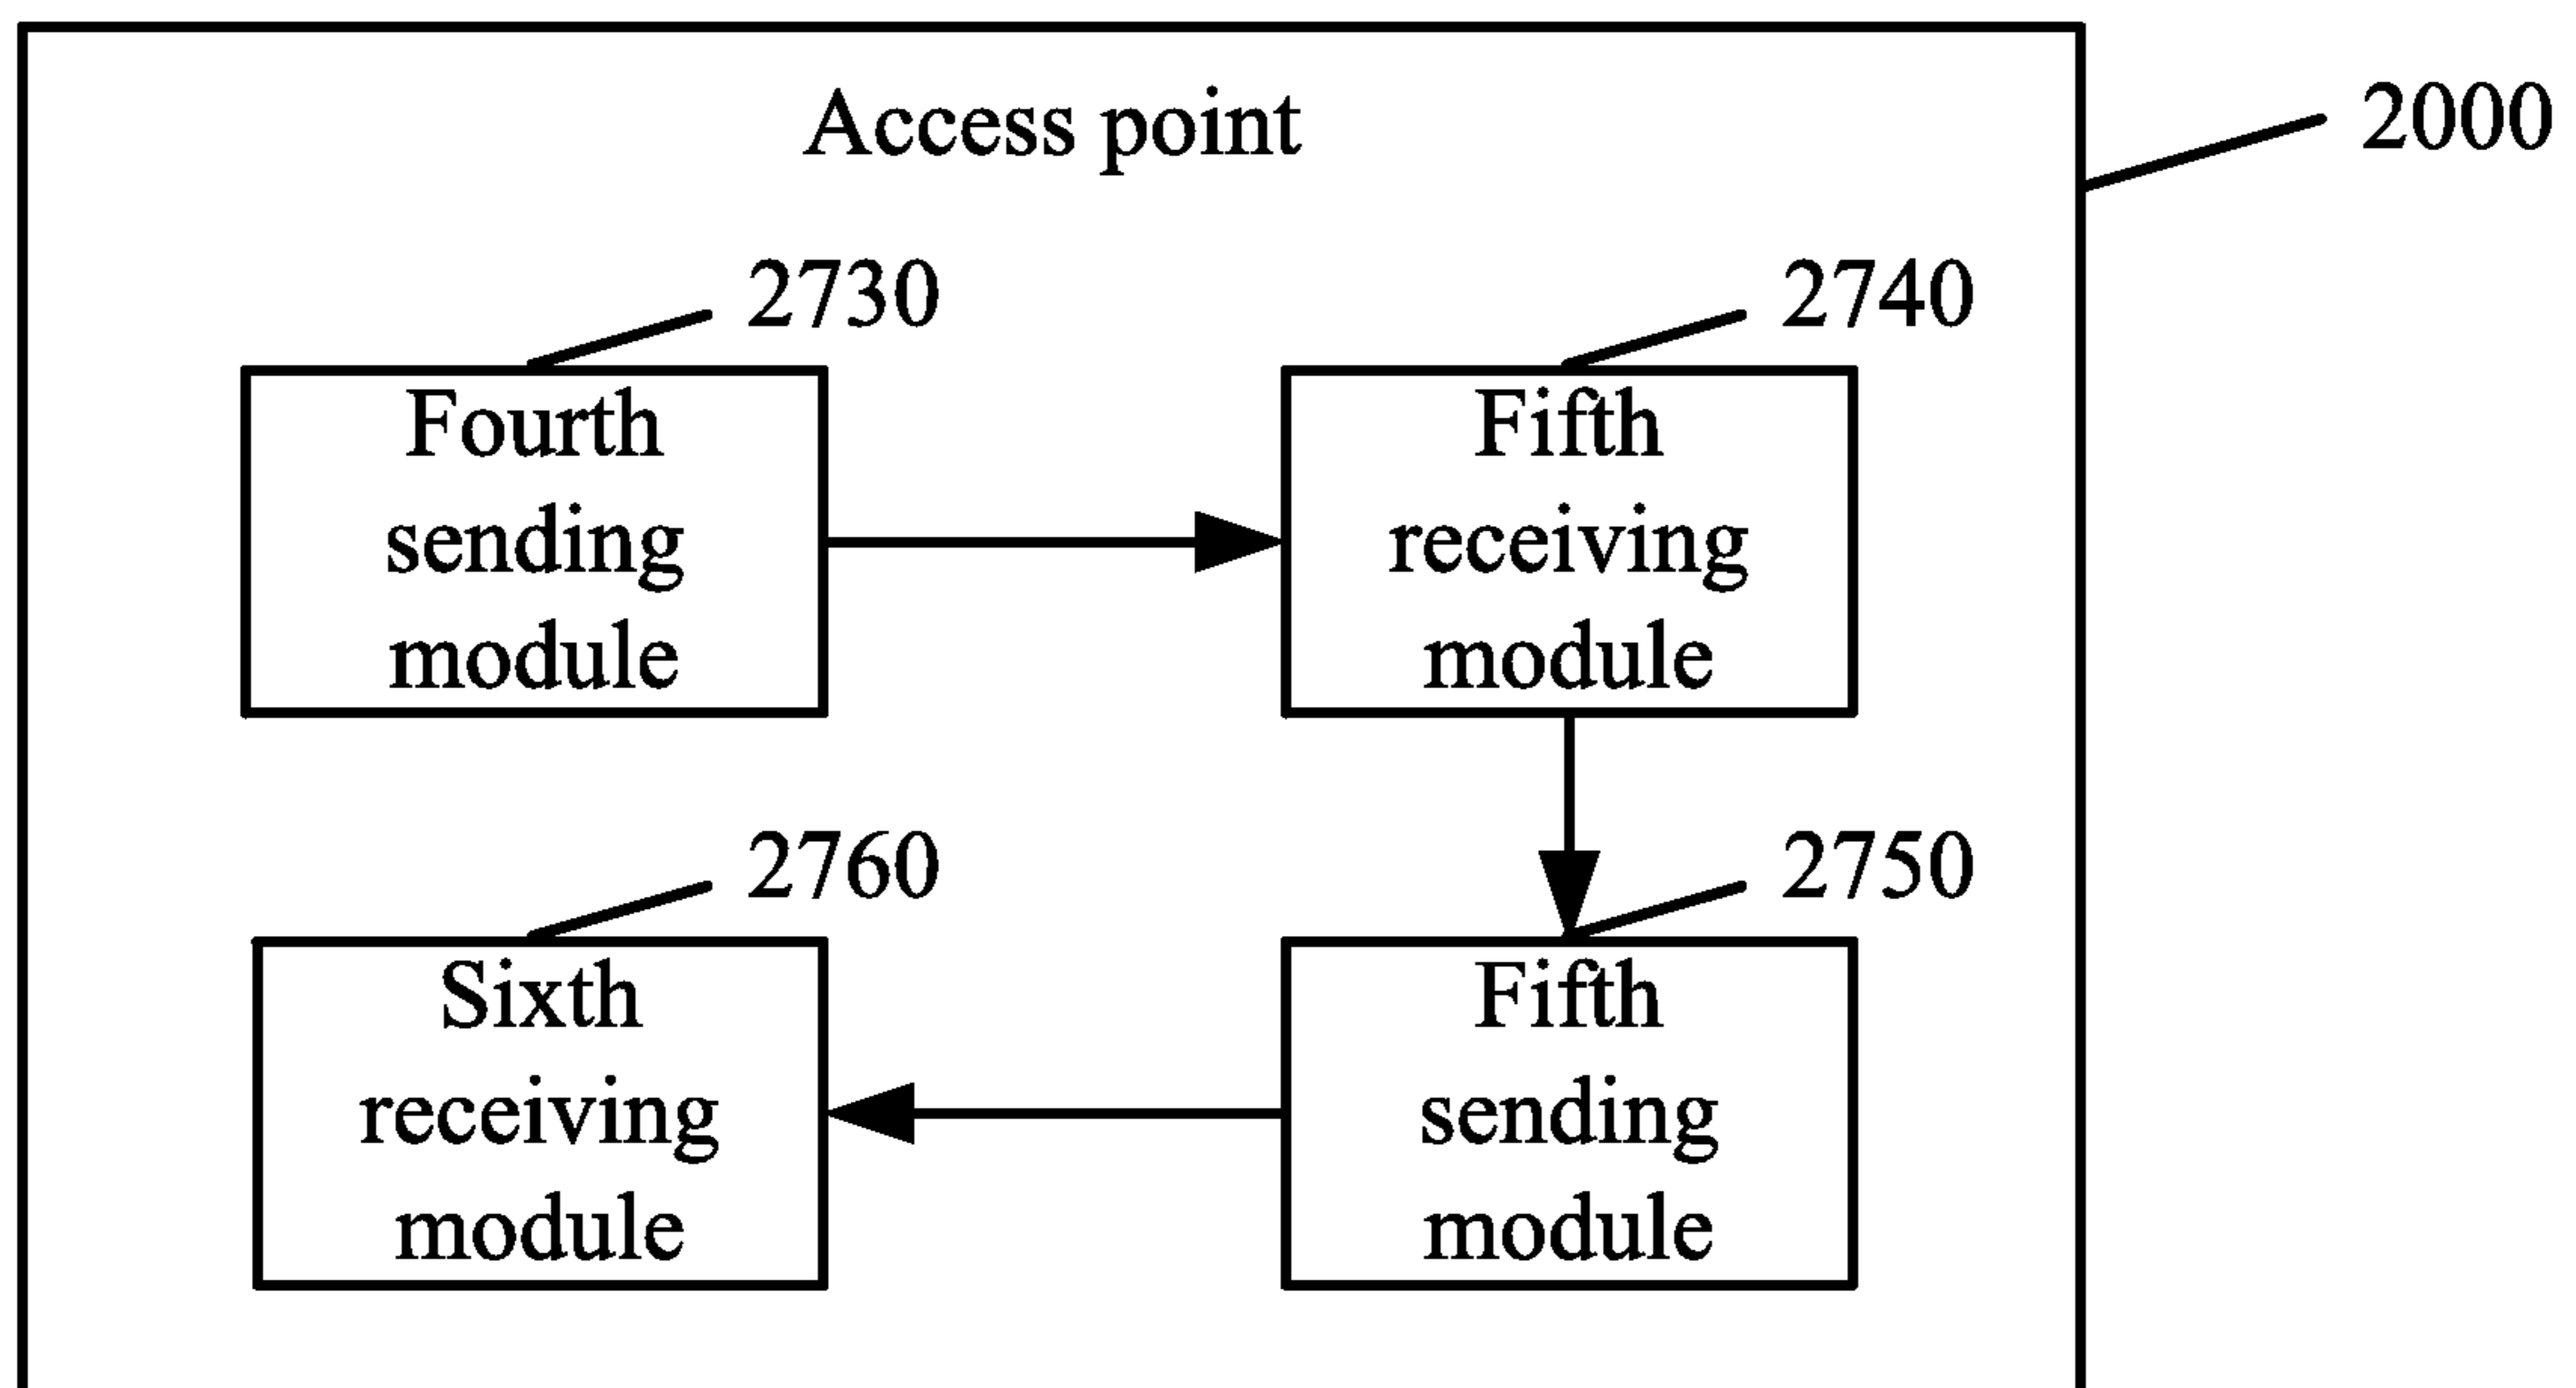 Access point
2000
2730
Fourth
sending
module
2740
Fifth
receiving
module
2760
Sixth
receiving
module
2750
Fifth
sending
module